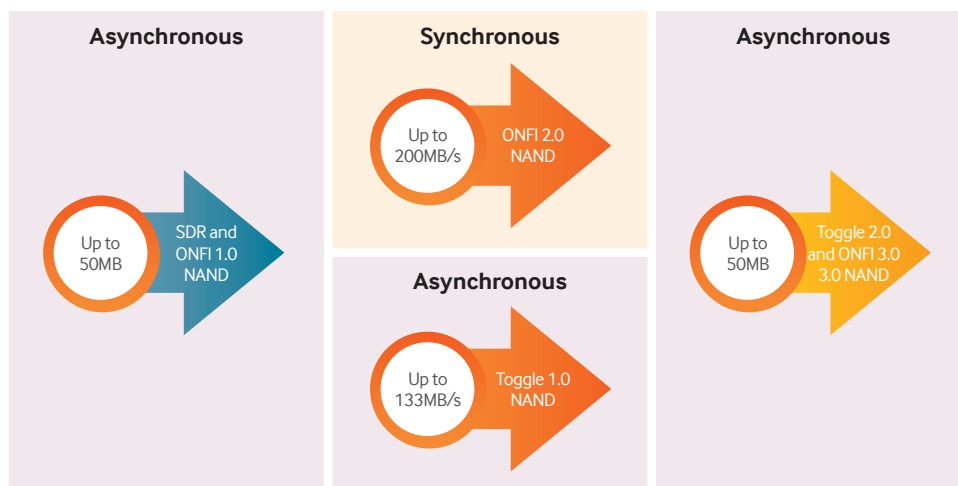 Asynchronous
Up to
50MB
SDR and
ONFI 1.0
NAND
Synchronous
Up to
200MB/s
ONFI 2.0
NAND
Asynchronous
Up to
133MB/s
Toggle 1.0
NAND
Asynchronous
Up to
50MB
Toggle 2.0
and ONFI 3.0
3.0 NAND